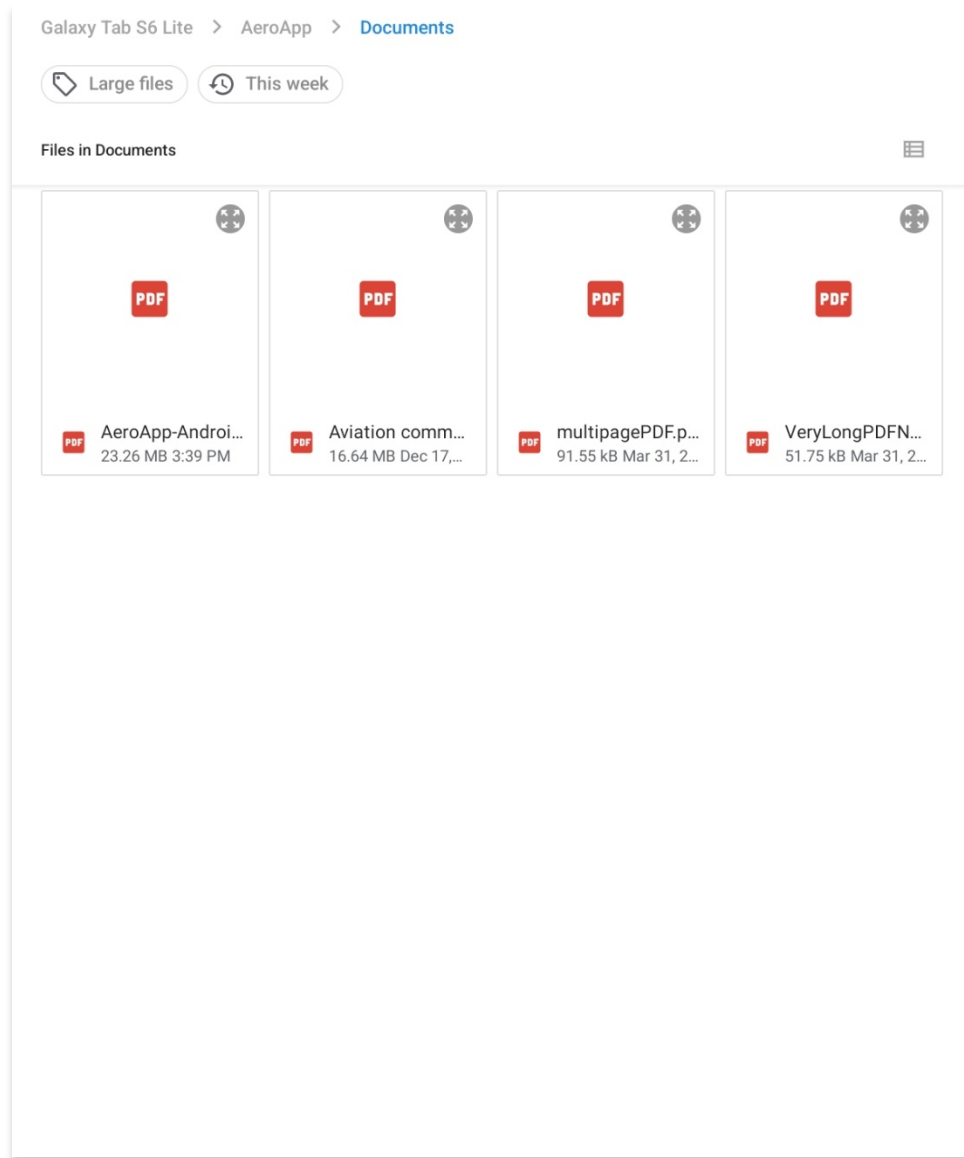 Galaxy Tab S6 Lite > AeroApp > Documents
Large files This week
Files in Documents
PDF PDF PDF PDF
PDF AeroApp-Androi...
23.26 MB 3:39 PM
PDF Aviation comm...
16.64 MB Dec 17,...
PDF multipagePDF.p...
91.55 kB Mar 31, 2...
PDF VeryLongPDFN...
51.75 kB Mar 31, 2...